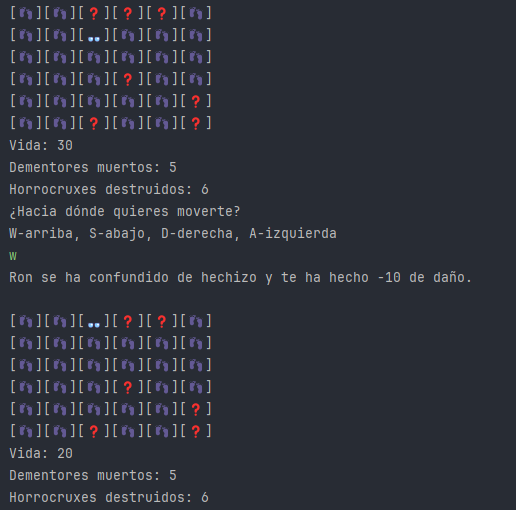 [👣][👣][❓][❓][❓][👣]
[👣][👣][👓][👣][👣][👣]
[👣][👣][👣][👣][👣][👣]
[👣][👣][👣][❓][👣][👣]
[👣][👣][👣][👣][👣][❓]
[👣][👣][❓][👣][👣][❓]
Vida: 30
Dementores muertos: 5
Horrocruxes destruidos: 6
¿Hacia dónde quieres moverte?
W-arriba, S-abajo, D-derecha, A-izquierda
w
Ron se ha confundido de hechizo y te ha hecho -10 de daño.
[👣][👣][👓][❓][❓][👣]
[👣][👣][👣][👣][👣][👣]
[👣][👣][👣][👣][👣][👣]
[👣][👣][👣][❓][👣][👣]
[👣][👣][👣][👣][👣][❓]
[👣][👣][❓][👣][👣][❓]
Vida: 20
Dementores muertos: 5
Horrocruxes destruidos: 6